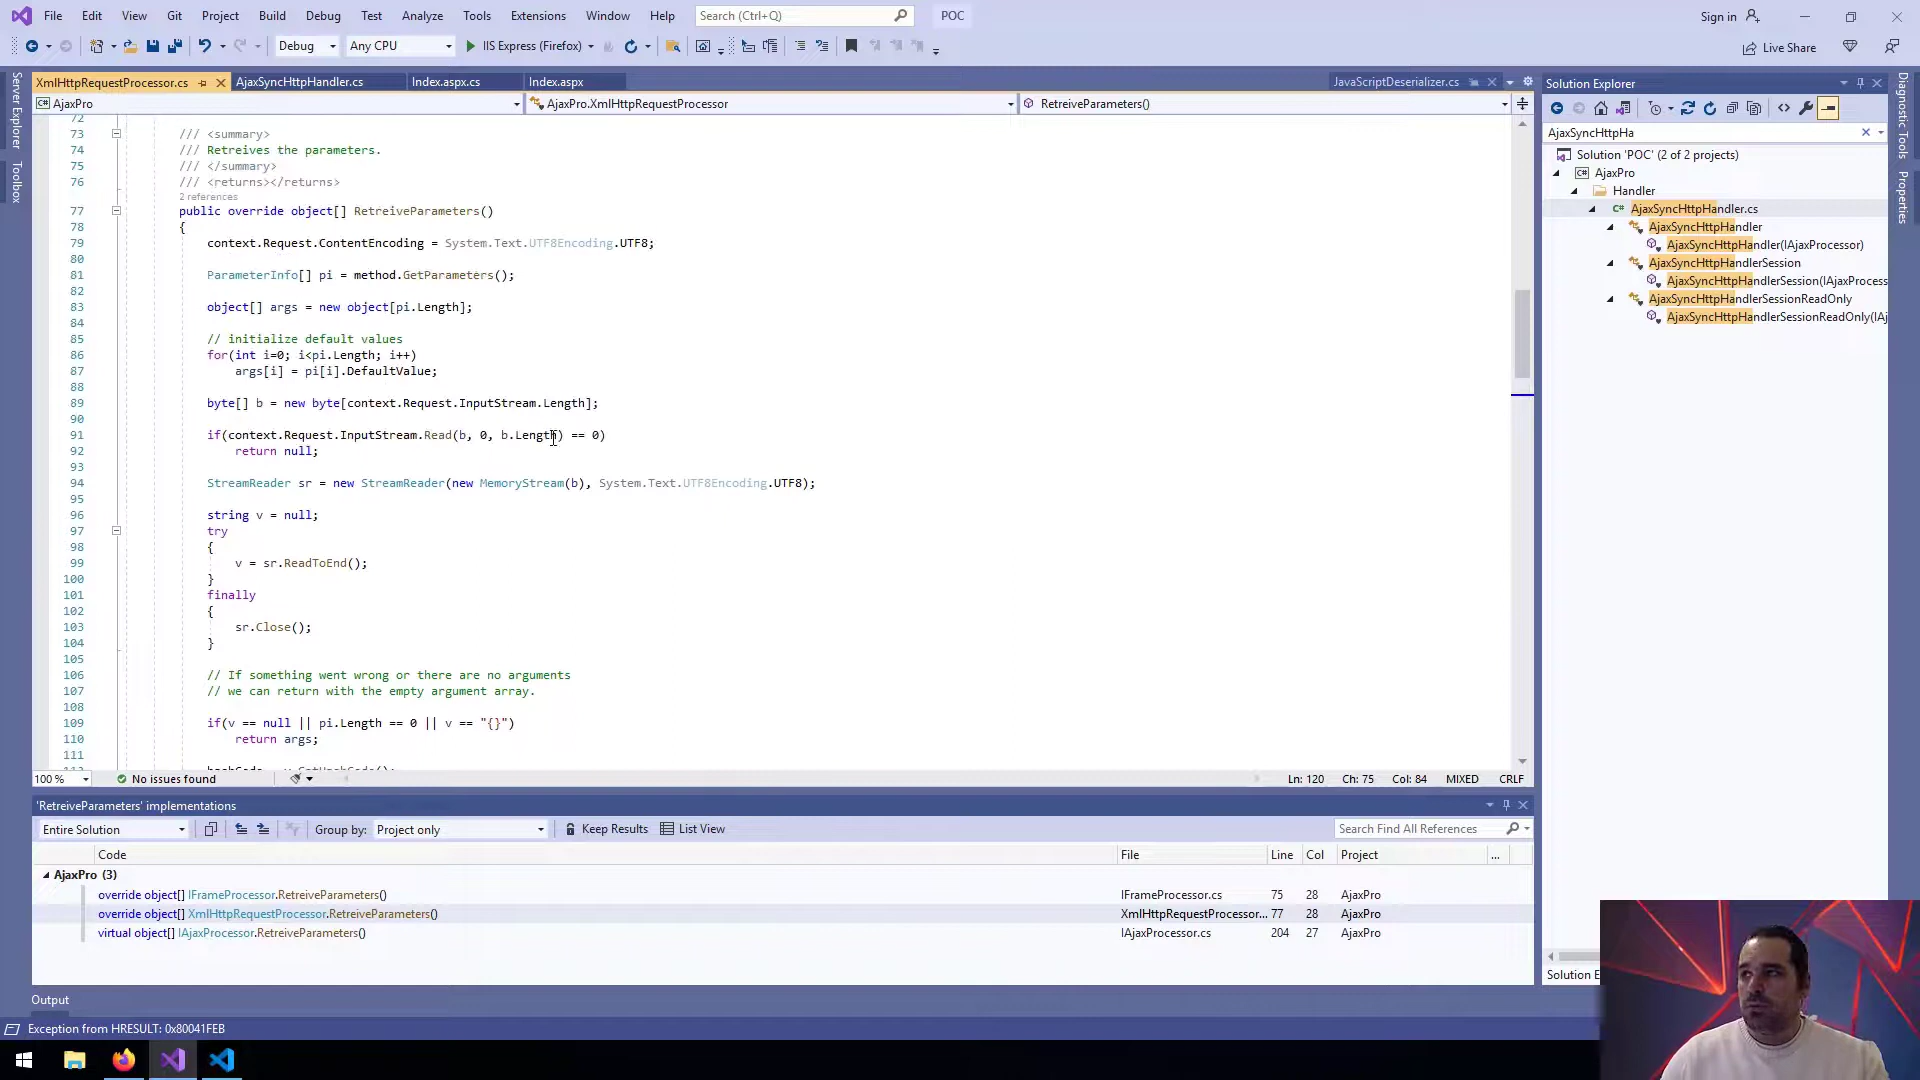 File Edit View Git Project Build Debug Test Analyze Tools Extensions Window Help Search (Ctrl+Q) POC Sign in
Debug Any CPU IIS Express (Firefox) Live Share
Server Explorer
Toolbox
XmlHttpRequestProcessor.cs AjaxSyncHttpHandler.cs Index.aspx.cs Index.aspx JavaScriptDeserializer.cs
AjaxPro AjaxPro.XmlHttpRequestProcessor RetreiveParameters()
72
73 /// <summary>
74 /// Retreives the parameters.
75 /// </summary>
76 /// <returns></returns>
2 references
77 public override object[] RetreiveParameters()
78 {
79 context.Request.ContentEncoding = System.Text.UTF8Encoding.UTF8;
80
81 ParameterInfo[] pi = method.GetParameters();
82
83 object[] args = new object[pi.Length];
84
85 // initialize default values
86 for(int i=0; i<pi.Length; i++)
87 args[i] = pi[i].DefaultValue;
88
89 byte[] b = new byte[context.Request.InputStream.Length];
90
91 if(context.Request.InputStream.Read(b, 0, b.Length) == 0)
92 return null;
93
94 StreamReader sr = new StreamReader(new MemoryStream(b), System.Text.UTF8Encoding.UTF8);
95
96 string v = null;
97 try
98 {
99 v = sr.ReadToEnd();
100 }
101 finally
102 {
103 sr.Close();
104 }
105
106 // If something went wrong or there are no arguments
107 // we can return with the empty argument array.
108
109 if(v == null || pi.Length == 0 || v == "{}")
110 return args;
111
100 % No issues found Ln: 120 Ch: 75 Col: 84 MIXED CRLF
'RetreiveParameters' implementations
Entire Solution Group by: Project only Keep Results List View Search Find All References
Code File Line Col Project ...
AjaxPro (3)
override object[] IFrameProcessor.RetreiveParameters() IFrameProcessor.cs 75 28 AjaxPro
override object[] XmlHttpRequestProcessor.RetreiveParameters() XmlHttpRequestProcessor... 77 28 AjaxPro
virtual object[] IAjaxProcessor.RetreiveParameters() IAjaxProcessor.cs 204 27 AjaxPro
Output
Exception from HRESULT: 0x80041FEB
Solution Explorer
AjaxSyncHttpHa
Solution 'POC' (2 of 2 projects)
C# AjaxPro
Handler
C# AjaxSyncHttpHandler.cs
AjaxSyncHttpHandler
AjaxSyncHttpHandler(IAjaxProcessor)
AjaxSyncHttpHandlerSession
AjaxSyncHttpHandlerSession(IAjaxProcess
AjaxSyncHttpHandlerSessionReadOnly
AjaxSyncHttpHandlerSessionReadOnly(IAj
Solution E
Diagnostic Tools
Properties